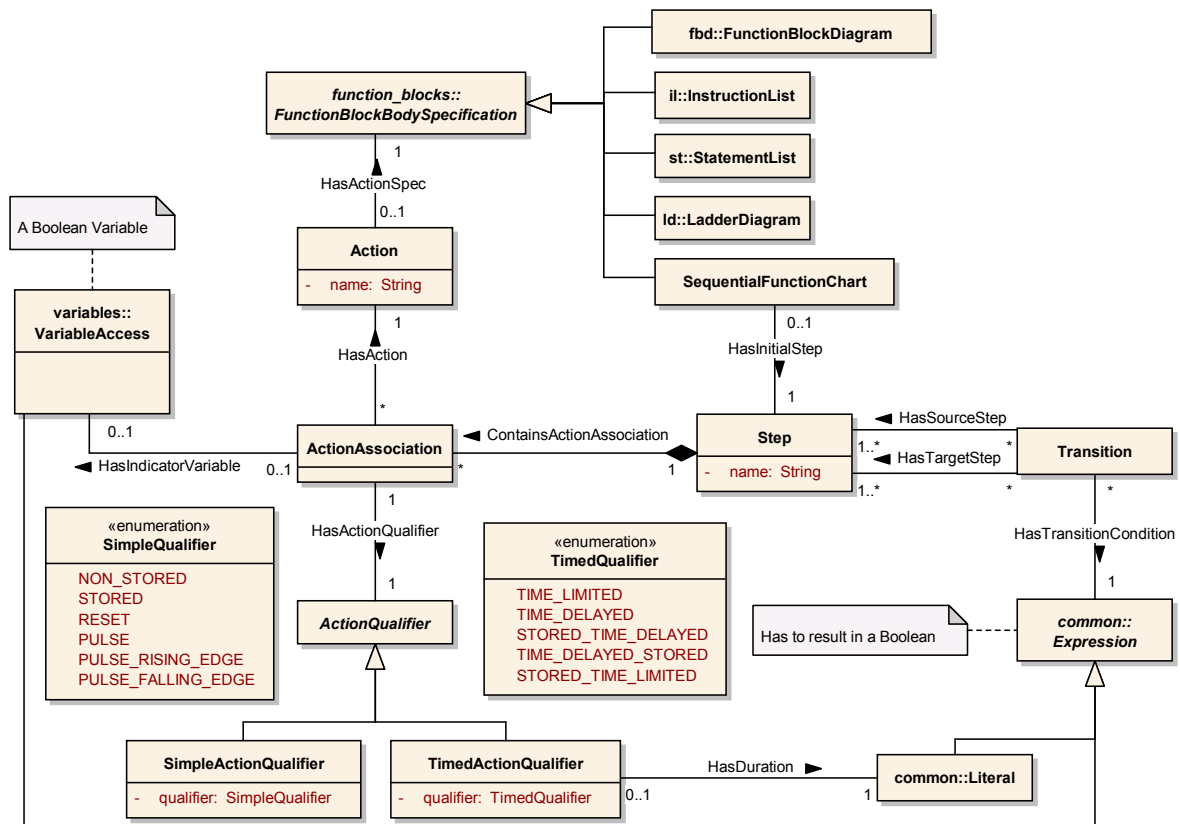 fbd::FunctionBlockDiagram
function_blocks::
FunctionBlockBodySpecification
il::InstructionList
st::StatementList
ld::LadderDiagram
SequentialFunctionChart
1
HasActionSpec
0..1
A Boolean Variable
Action
- name: String
variables::
VariableAccess
1
HasAction
*
0..1
HasInitialStep
1
0..1
HasIndicatorVariable
0..1
ActionAssociation
ContainsActionAssociation
*
1
Step
- name: String
HasSourceStep
1..*
*
HasTargetStep
1..*
*
Transition
1
HasActionQualifier
1
*
HasTransitionCondition
1
«enumeration»
SimpleQualifier
NON_STORED
STORED
RESET
PULSE
PULSE_RISING_EDGE
PULSE_FALLING_EDGE
«enumeration»
TimedQualifier
TIME_LIMITED
TIME_DELAYED
STORED_TIME_DELAYED
TIME_DELAYED_STORED
STORED_TIME_LIMITED
ActionQualifier
Has to result in a Boolean
common::
Expression
SimpleActionQualifier
- qualifier: SimpleQualifier
TimedActionQualifier
- qualifier: TimedQualifier
HasDuration
0..1
1
common::Literal